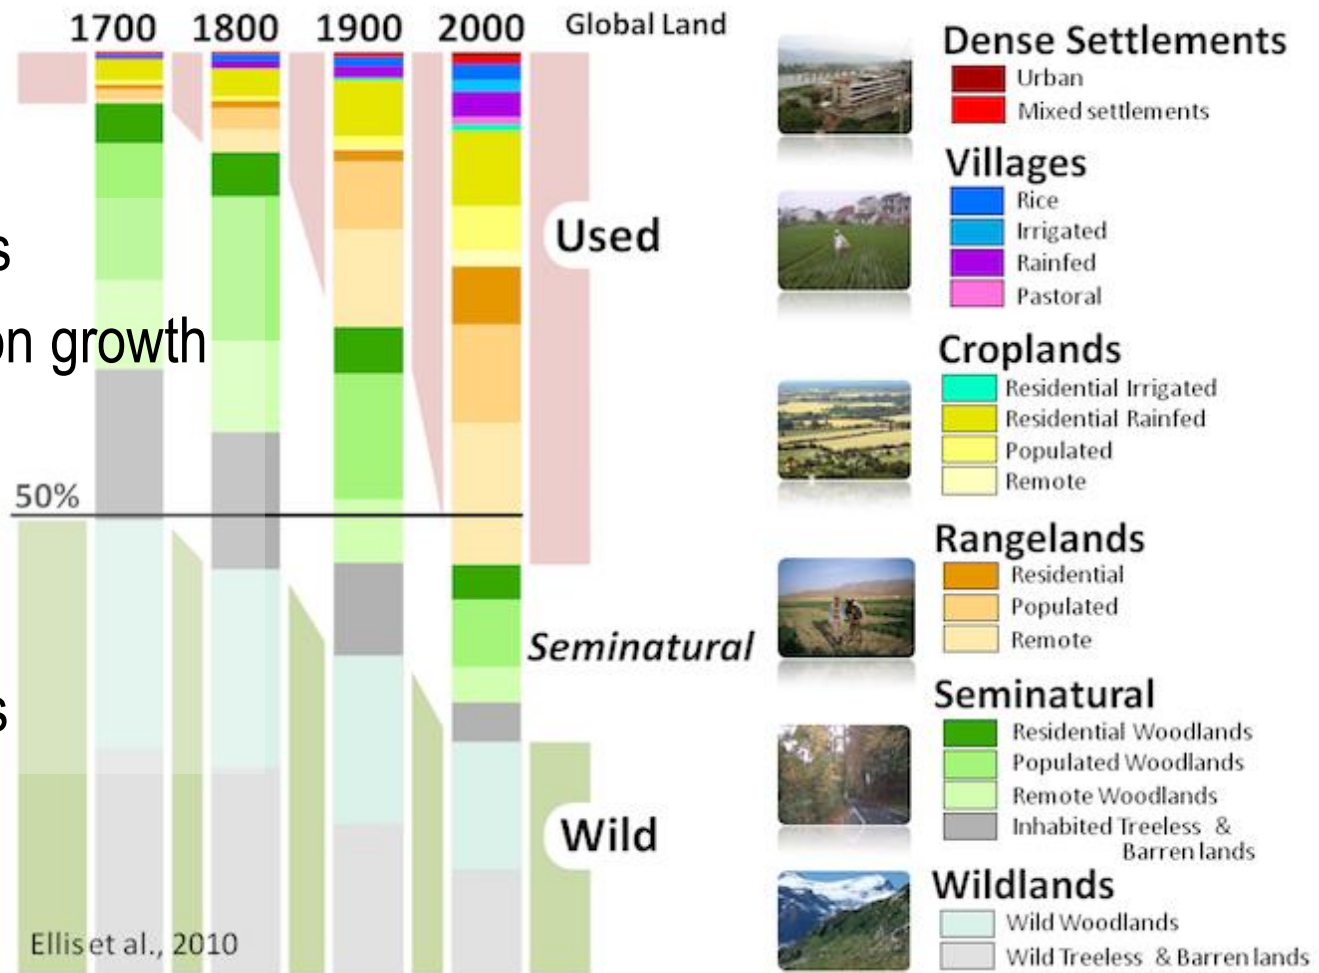 1700 1800 1900 2000 Global Land
s
on growth
50%
s
Used
Seminatural
Wild
Ellis et al., 2010
Dense Settlements
Urban
Mixed settlements
Villages
Rice
Irrigated
Rainfed
Pastoral
Croplands
Residential Irrigated
Residential Rainfed
Populated
Remote
Rangelands
Residential
Populated
Remote
Seminatural
Residential Woodlands
Populated Woodlands
Remote Woodlands
Inhabited Treeless &
Barren lands
Wildlands
Wild Woodlands
Wild Treeless & Barren lands